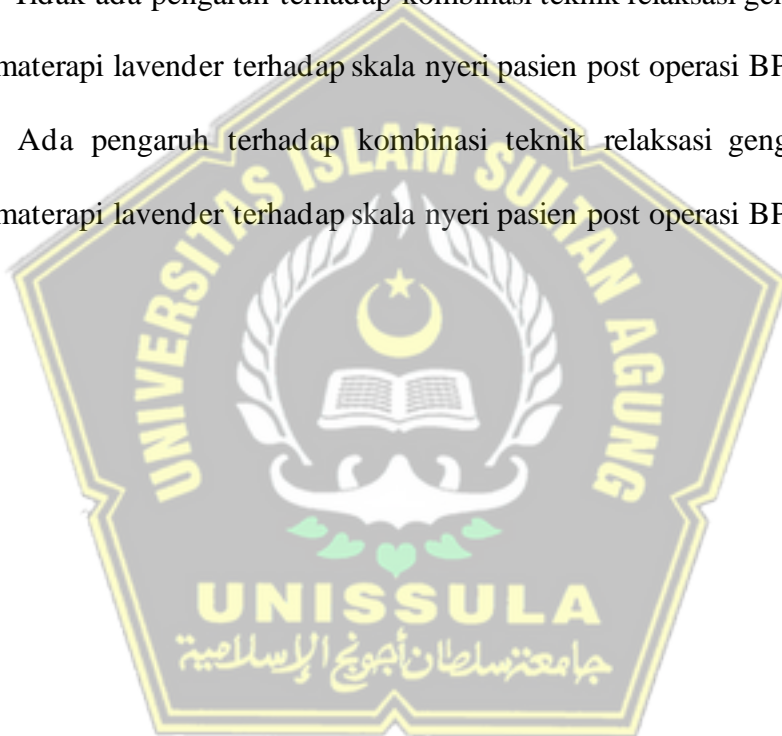 Tidak ada pengaruh terhadap kombinasi teknik relaksasi
materapi lavender terhadap skala nyeri pasien post operasi
Ada pengaruh terhadap kombinasi teknik relaksasi
materapi lavender terhadap skala nyeri pasien post operasi
UNIVERSITAS ISLAM SULTAN AGUNG
UNISSULA
جامعة سلطان أجونج الإسلامية